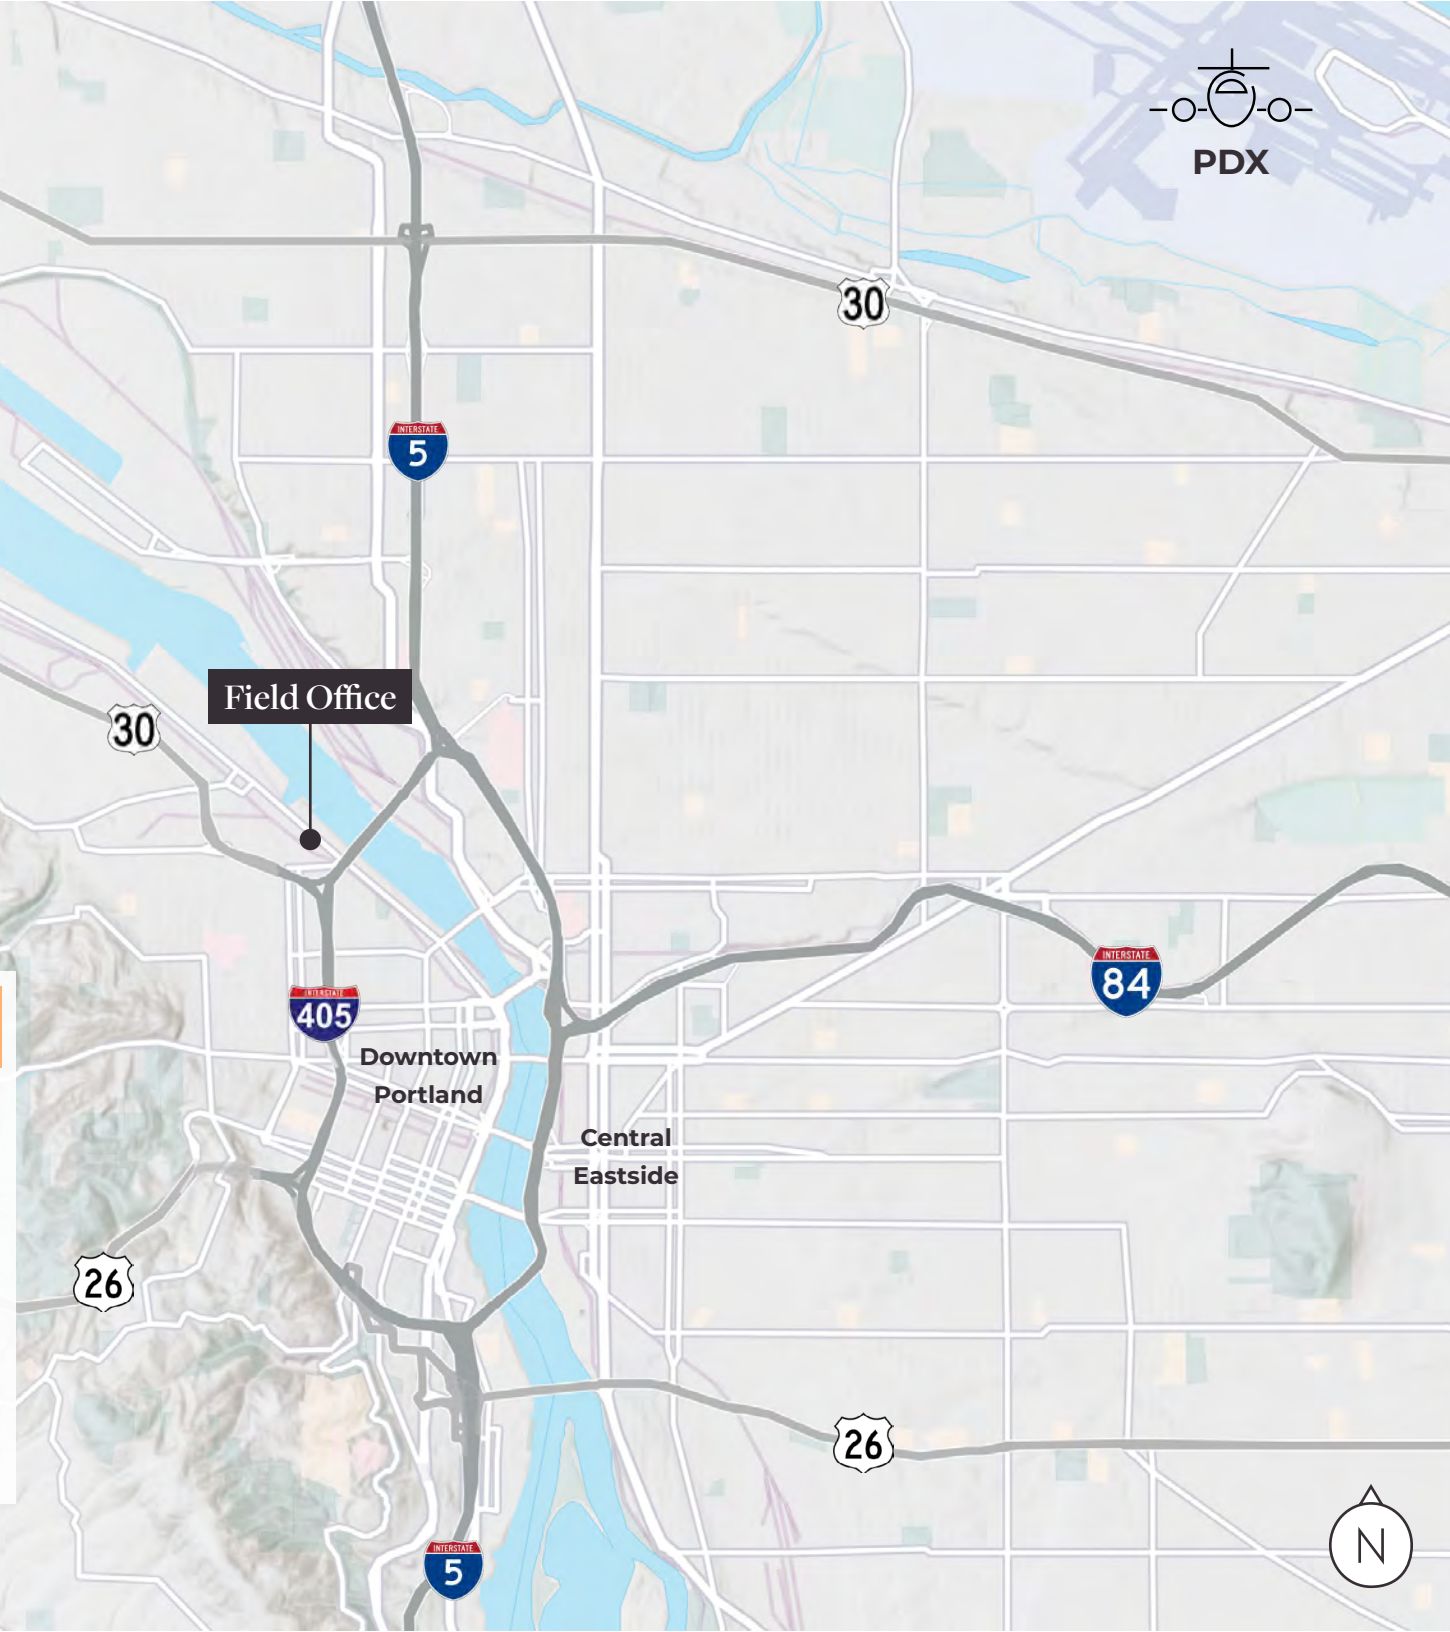 PDX
30
INTERSTATE
5
Field Office
30
INTERSTATE
84
INTERSTATE
405
Downtown
Portland
Central
Eastside
26
26
N
INTERSTATE
5